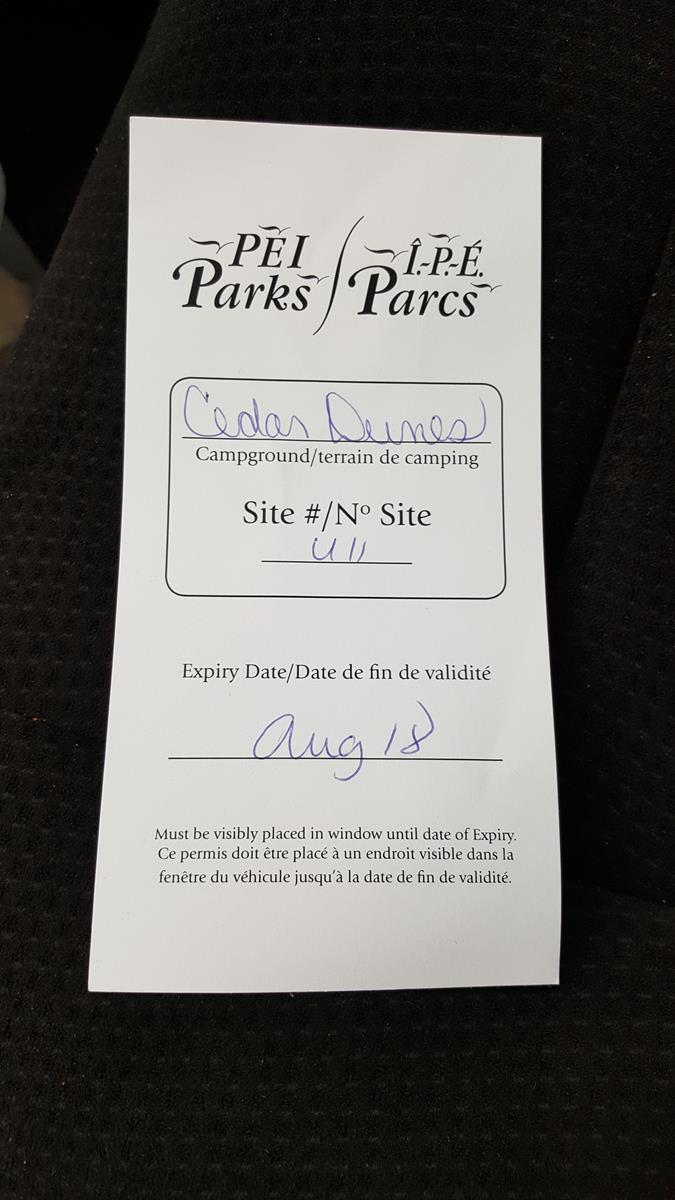 PEI Parks / Î.-P.-É. Parcs
Cedar Dunes
Campground/terrain de camping
Site #/Nº Site
U11
Expiry Date/Date de fin de validité
Aug 18
Must be visibly placed in window until date of Expiry.
Ce permis doit être placé à un endroit visible dans la
fenêtre du véhicule jusqu'à la date de fin de validité.